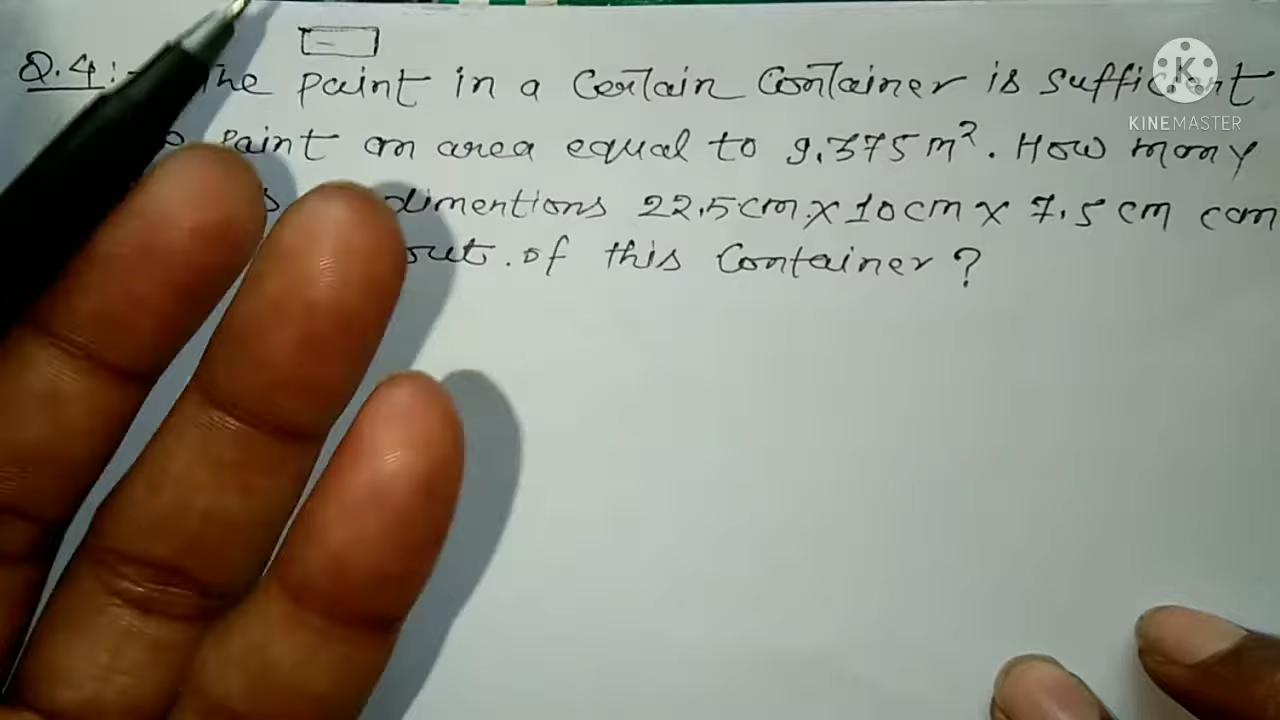 Q.4:- The paint in a Certain Container is Sufficient
Paint an area equal to 9.375 m². How many
dimentions 22.5cm x 10cm x 7.5 cm can
out of this Container?
KINEMASTER